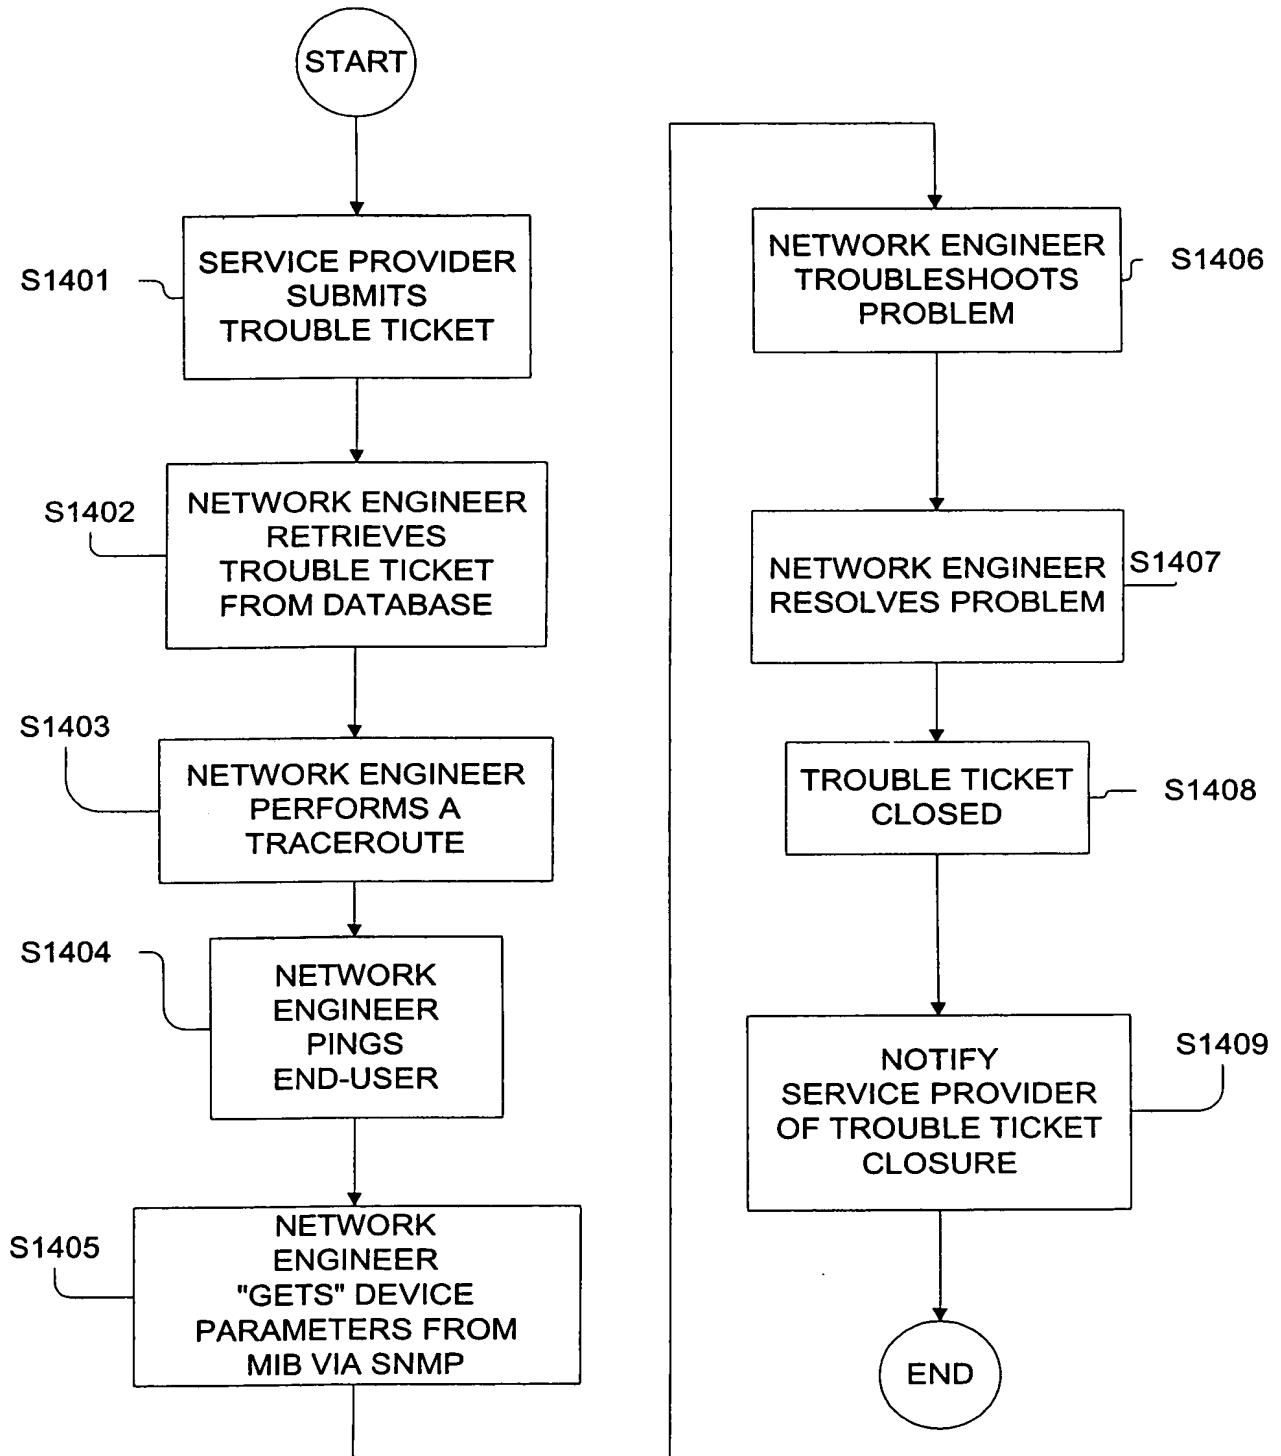 START
S1401
SERVICE PROVIDER
SUBMITS
TROUBLE TICKET
S1402
NETWORK ENGINEER
RETRIEVES
TROUBLE TICKET
FROM DATABASE
S1403
NETWORK ENGINEER
PERFORMS A
TRACEROUTE
S1404
NETWORK
ENGINEER
PINGS
END-USER
S1405
NETWORK
ENGINEER
"GETS" DEVICE
PARAMETERS FROM
MIB VIA SNMP
NETWORK ENGINEER
TROUBLESHOOTS
PROBLEM
S1406
NETWORK ENGINEER
RESOLVES PROBLEM
S1407
TROUBLE TICKET
CLOSED
S1408
NOTIFY
SERVICE PROVIDER
OF TROUBLE TICKET
CLOSURE
S1409
END